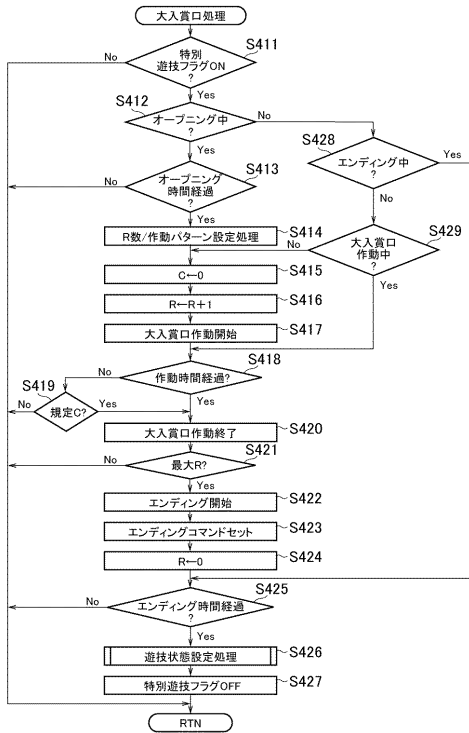 大入賞口処理
特別
遊技フラグON
?
S411
No
Yes
S412
オープニング中
?
No
Yes
S428
エンディング中
?
Yes
No
オープニング
時間経過
?
S413
No
Yes
R数/作動パターン設定処理
S414
大入賞口
作動中
?
S429
No
Yes
C←0
S415
R←R+1
S416
大入賞口作動開始
S417
作動時間経過?
S418
No
Yes
S419
規定C?
No
Yes
大入賞口作動終了
S420
最大R?
S421
No
Yes
エンディング開始
S422
エンディングコマンドセット
S423
R←0
S424
エンディング時間経過
?
S425
No
Yes
遊技状態設定処理
S426
特別遊技フラグOFF
S427
RTN